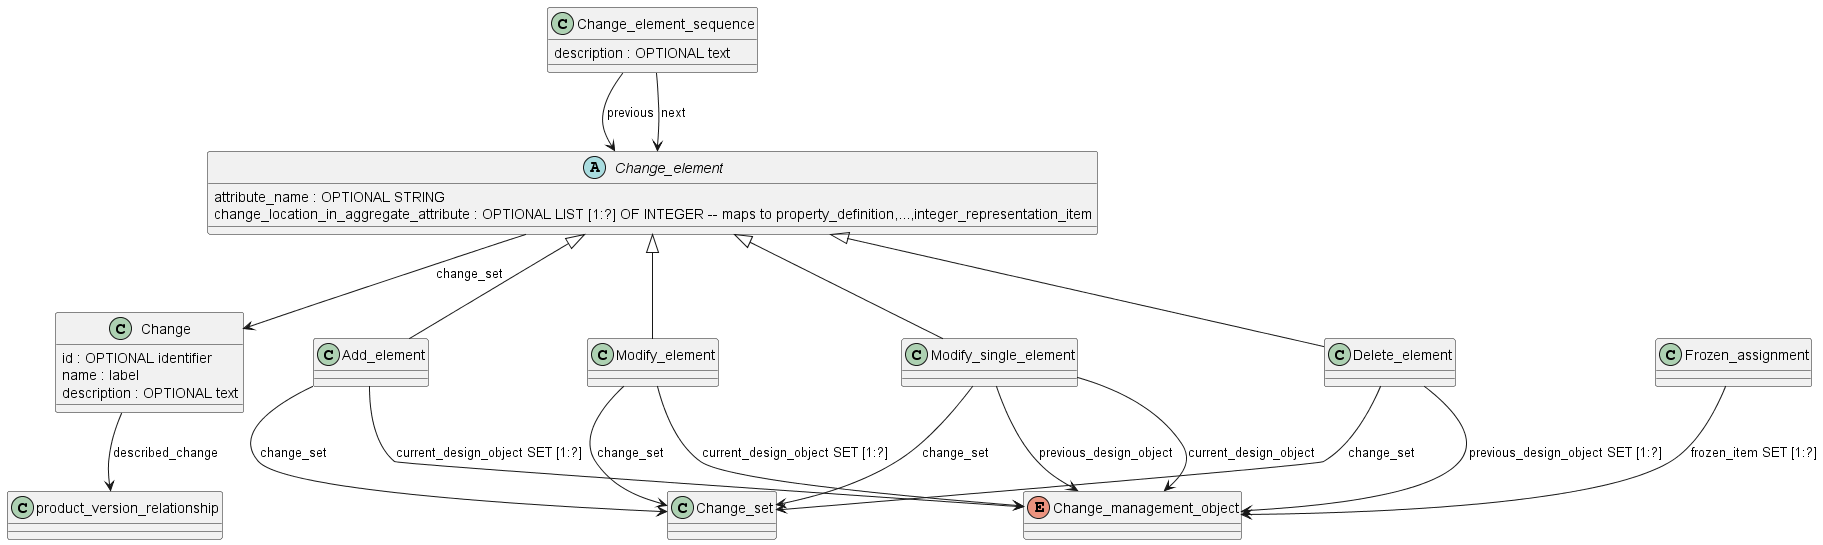 C Change_element_sequence
description : OPTIONAL text
previous
next
A Change_element
attribute_name : OPTIONAL STRING
change_location_in_aggregate_attribute : OPTIONAL LIST [1:?] OF INTEGER -- maps to property_definition,...,integer_representation_item
change_set
C Change
id : OPTIONAL identifier
name : label
description : OPTIONAL text
C Add_element
C Modify_element
C Modify_single_element
C Delete_element
C Frozen_assignment
described_change
change_set
current_design_object SET [1:?]
change_set
current_design_object SET [1:?]
change_set
previous_design_object
current_design_object
change_set
previous_design_object SET [1:?]
frozen_item SET [1:?]
C product_version_relationship
C Change_set
E Change_management_object